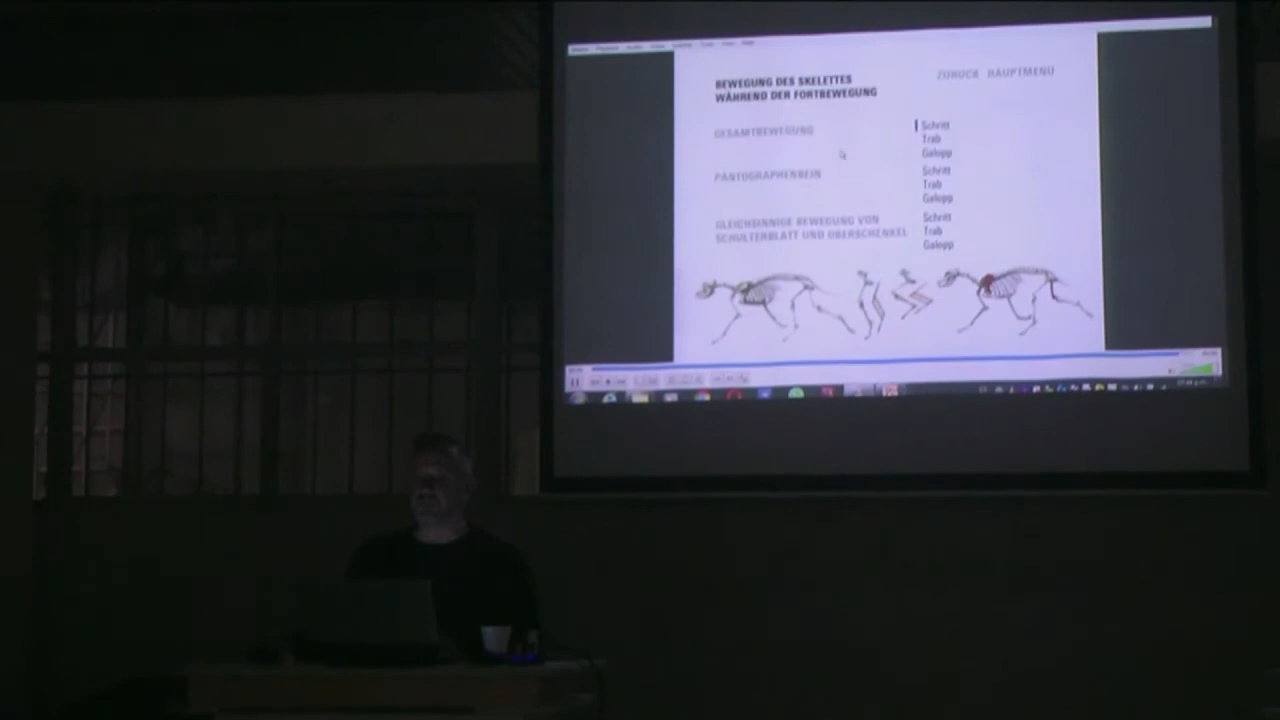 BEWEGUNG DES SKELETTES
WÄHREND DER FORTBEWEGUNG
ZURÜCK HAUPTMENÜ
GESAMTBEWEGUNG
Schritt
Trab
Galopp
PANTOGRAPHENBEIN
Schritt
Trab
Galopp
GLEICHSINNIGE BEWEGUNG VON
SCHULTERBLATT UND OBERSCHENKEL
Schritt
Trab
Galopp